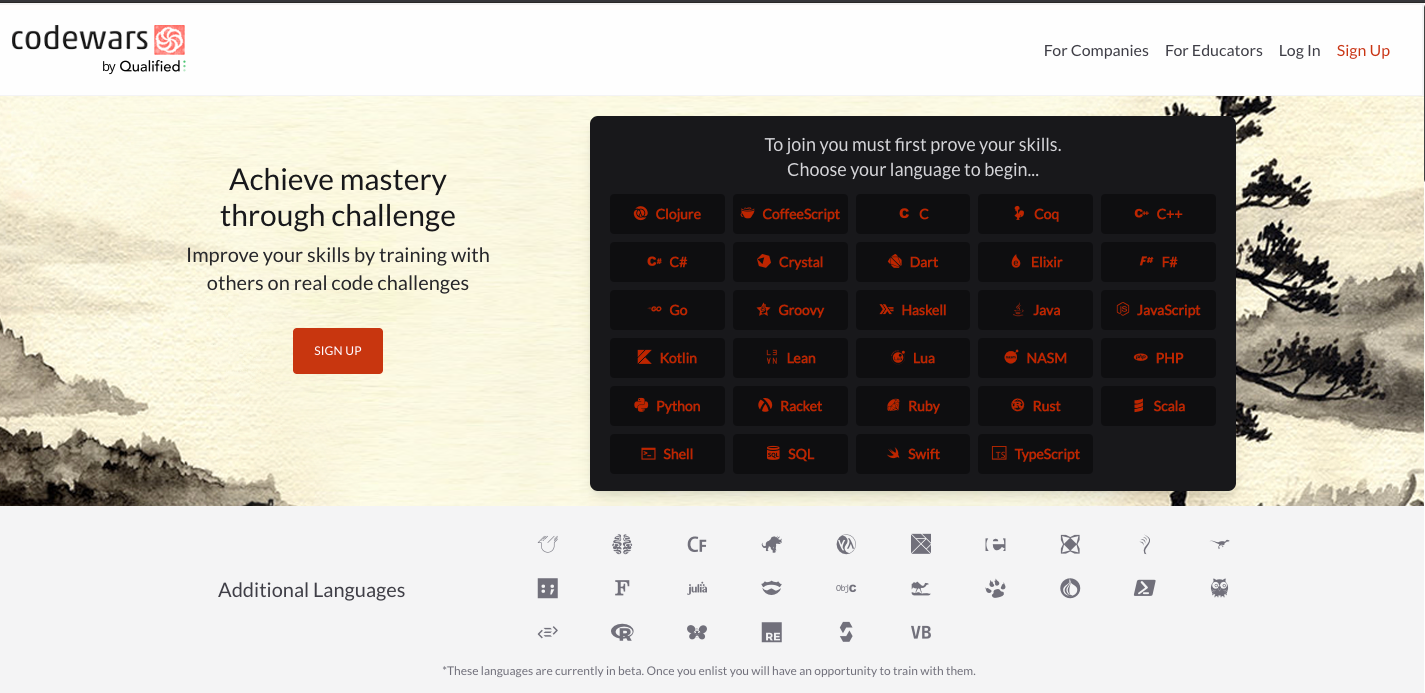 codewars
by Qualified
For Companies For Educators Log In Sign Up
Achieve mastery
through challenge
Improve your skills by training with
others on real code challenges
SIGN UP
To join you must first prove your skills.
Choose your language to begin...
Clojure CoffeeScript C Coq C++
C# Crystal Dart Elixir F#
Go Groovy Haskell Java JavaScript
Kotlin Lean Lua NASM PHP
Python Racket Ruby Rust Scala
Shell SQL Swift TypeScript
Additional Languages
CF
F julia ObjC
R RE VB
*These languages are currently in beta. Once you enlist you will have an opportunity to train with them.